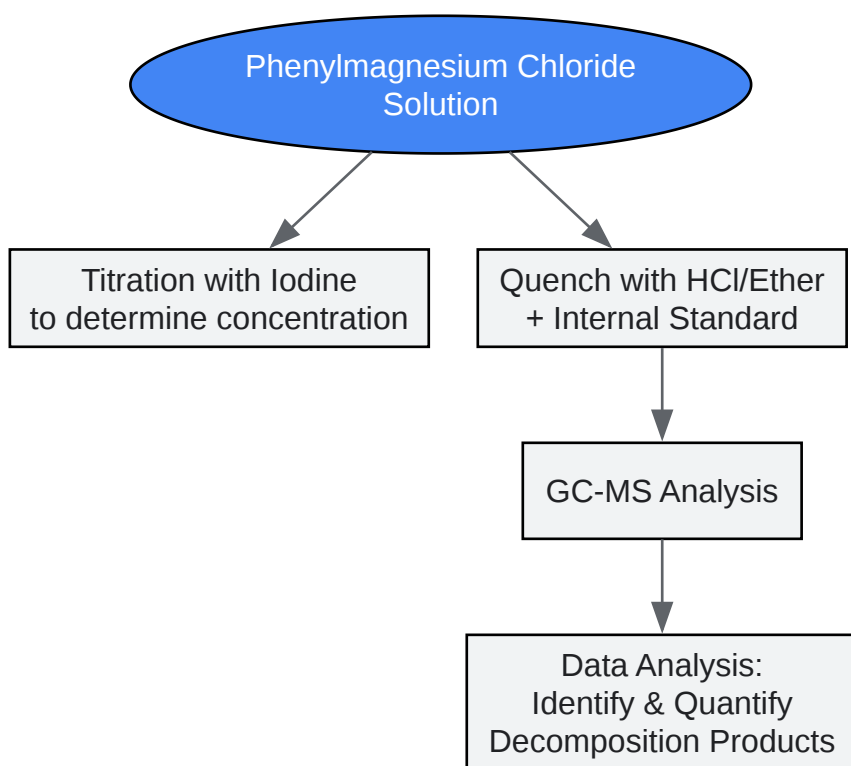 Phenylmagnesium Chloride
Solution
Titration with Iodine
to determine concentration
Quench with HCl/Ether
+ Internal Standard
GC-MS Analysis
Data Analysis:
Identify & Quantify
Decomposition Products